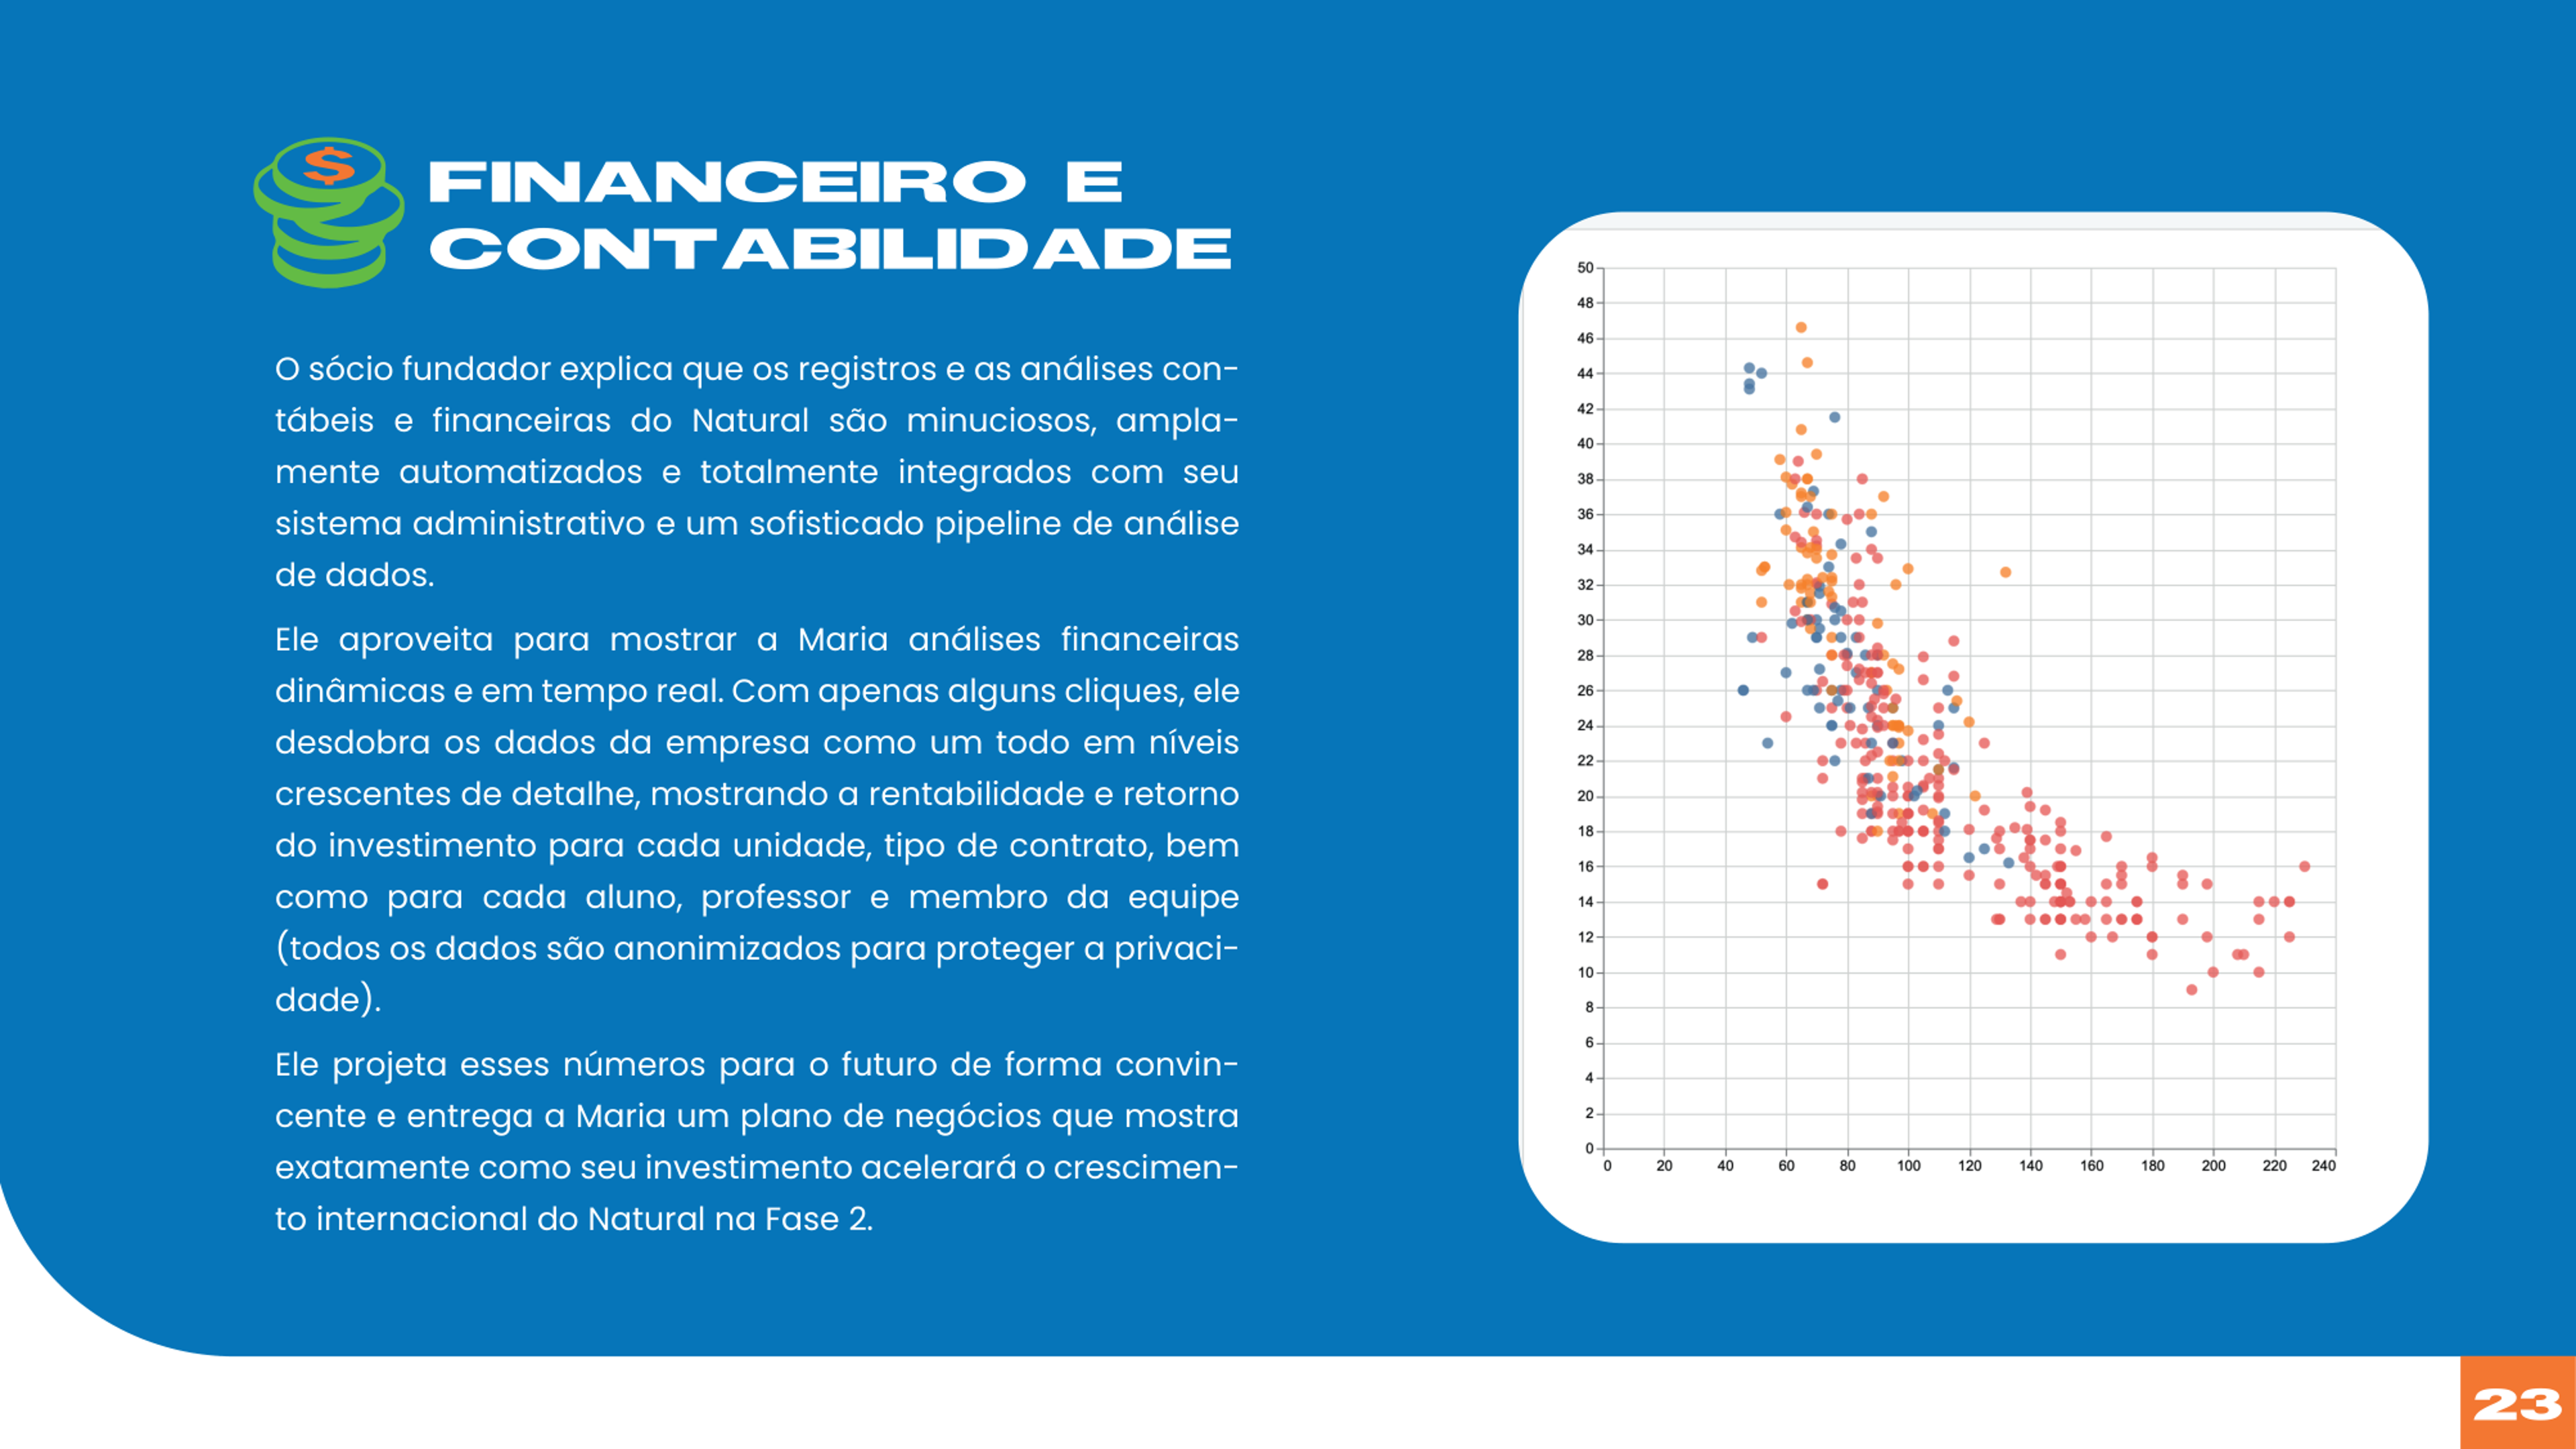 $
FINANCEIRO E
CONTABILIDADE
O sócio fundador explica que os registros e as análises con-
tábeis e financeiras do Natural são minuciosos, ampla-
mente automatizados e totalmente integrados com seu
sistema administrativo e um sofisticado pipeline de análise
de dados.
Ele aproveita para mostrar a Maria análises financeiras
dinâmicas e em tempo real. Com apenas alguns cliques, ele
desdobra os dados da empresa como um todo em níveis
crescentes de detalhe, mostrando a rentabilidade e retorno
do investimento para cada unidade, tipo de contrato, bem
como para cada aluno, professor e membro da equipe
(todos os dados são anonimizados para proteger a privaci-
dade).
Ele projeta esses números para o futuro de forma convin-
cente e entrega a Maria um plano de negócios que mostra
exatamente como seu investimento acelerará o crescimen-
to internacional do Natural na Fase 2.
50
48
46
44
42
40
38
36
34
32
30
28
26
24
22
20
18
16
14
12
10
8
6
4
2
0
0 20 40 60 80 100 120 140 160 180 200 220 240
23